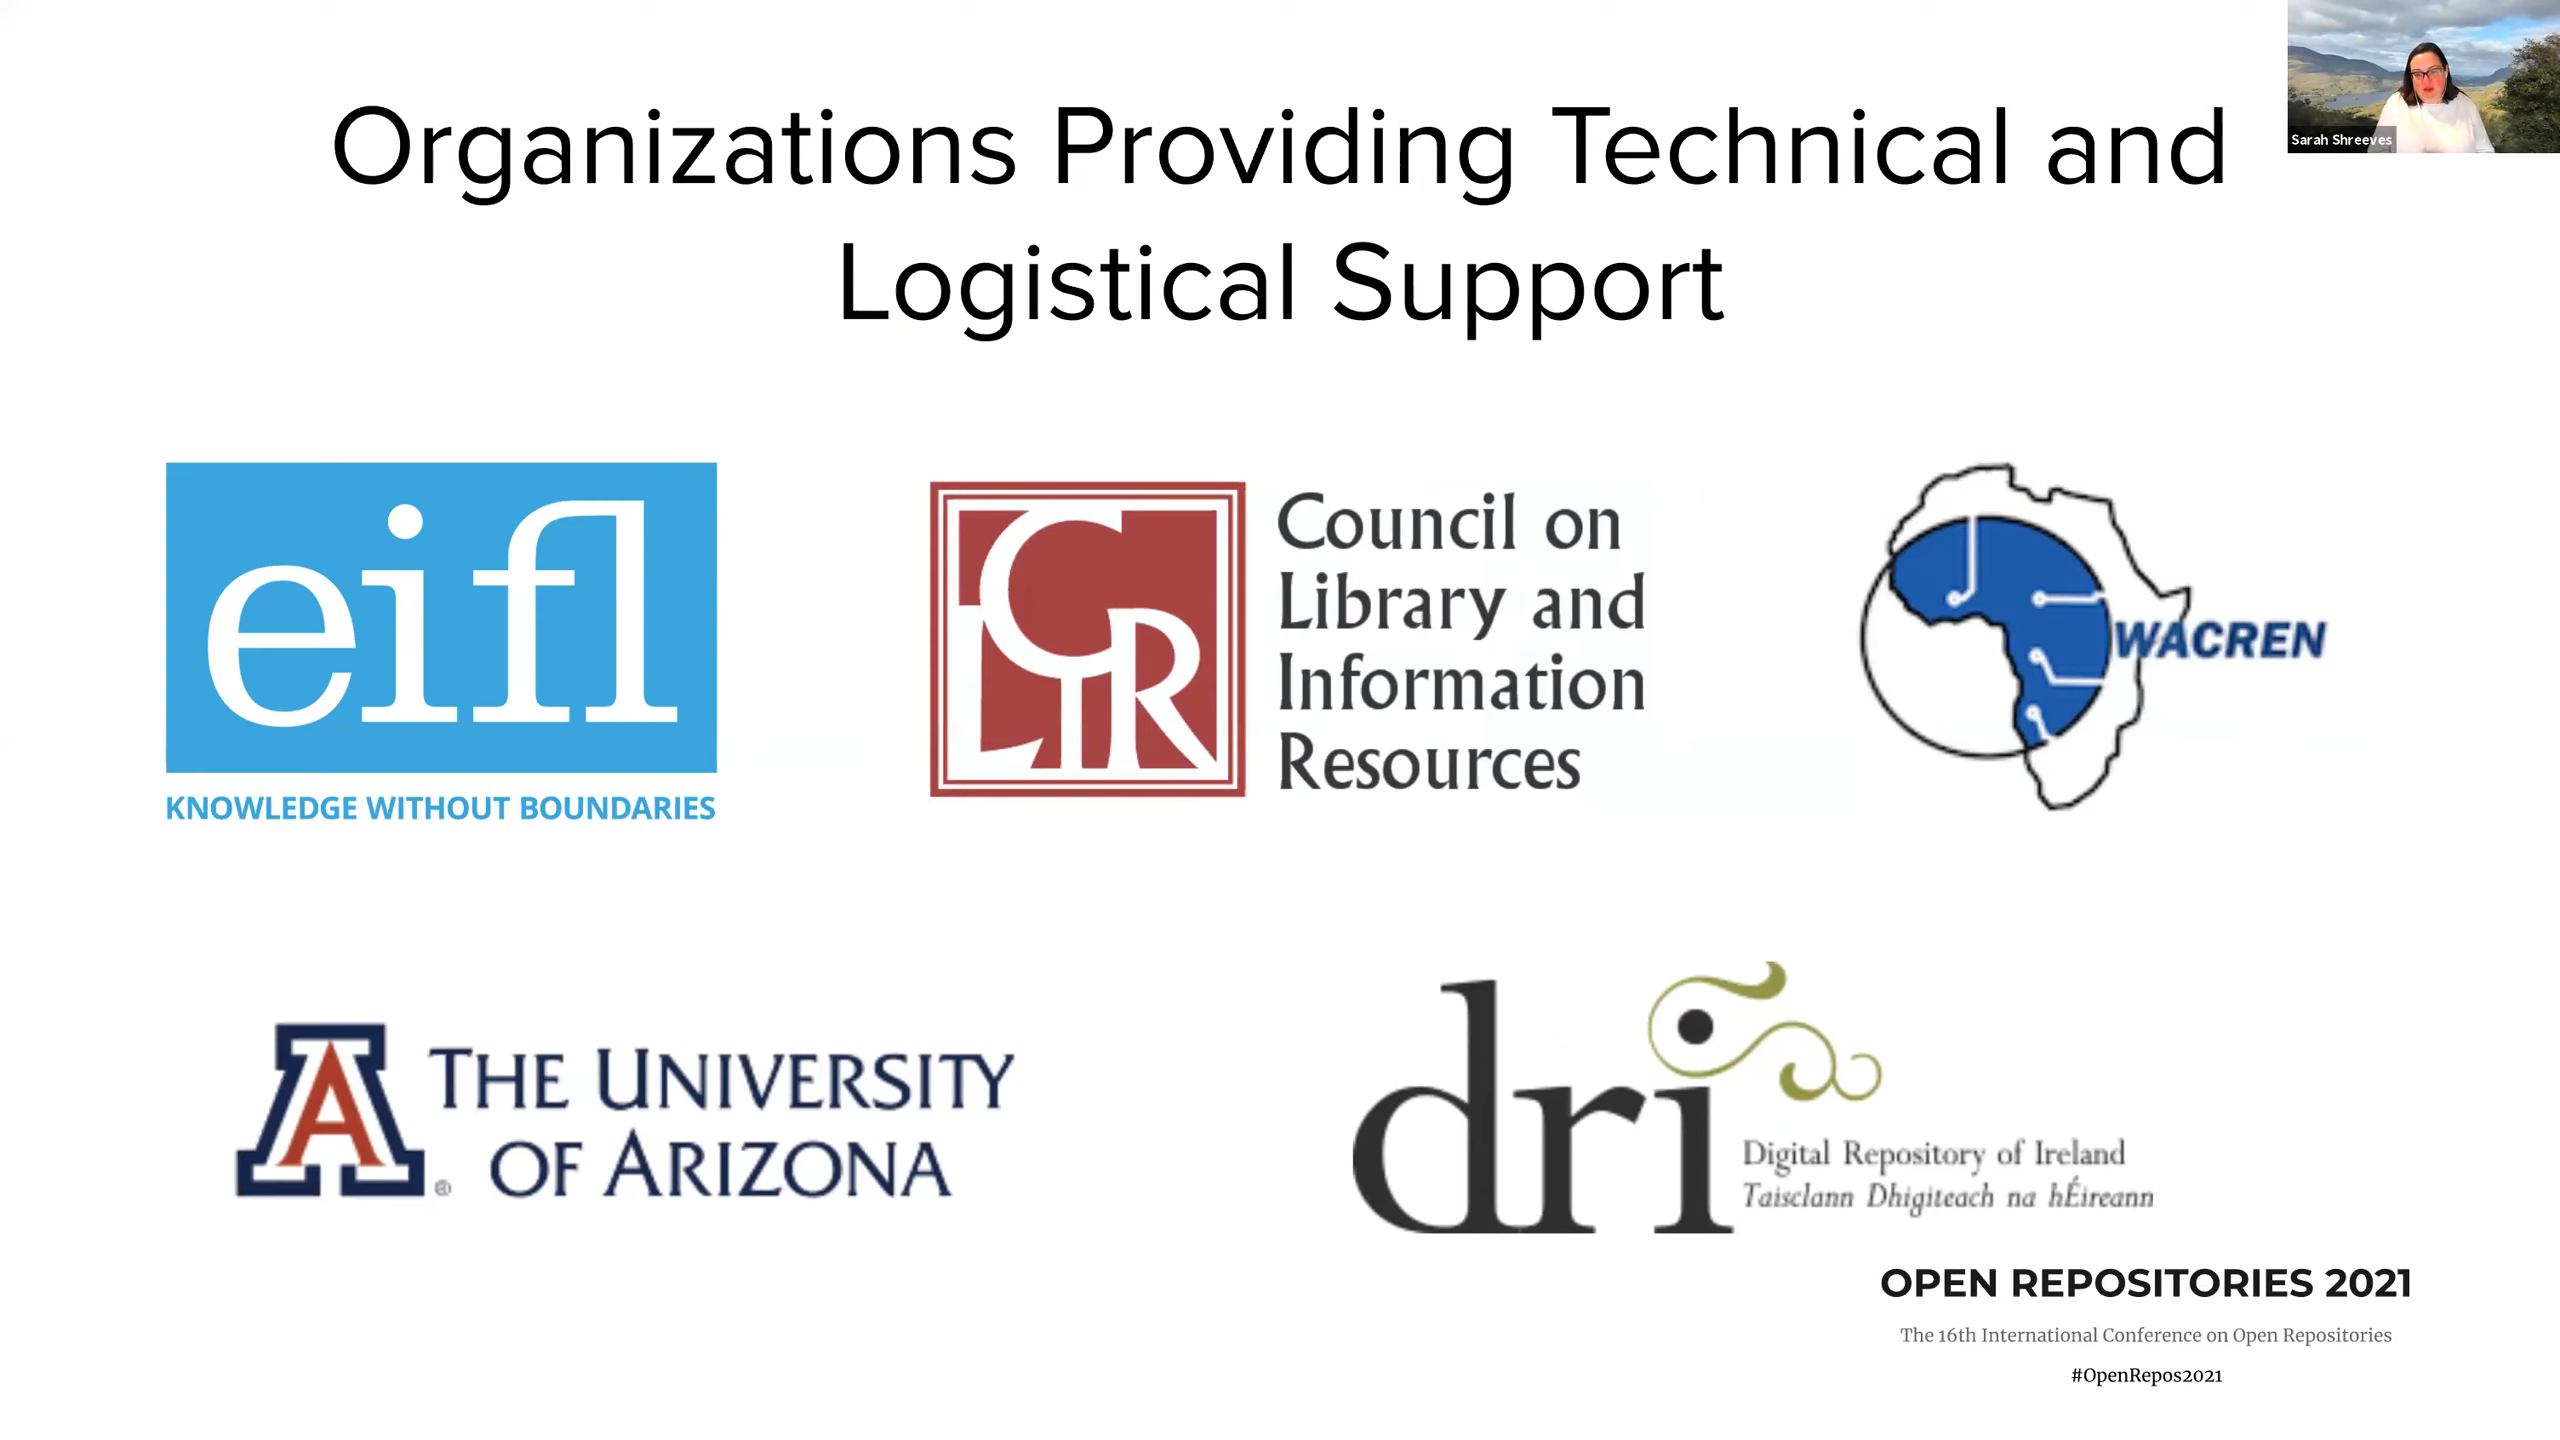 Organizations Providing Technical and
Logistical Support
Sarah Shreeves
eifl
KNOWLEDGE WITHOUT BOUNDARIES
CLIR
Council on
Library and
Information
Resources
WACREN
A
®
THE UNIVERSITY
OF ARIZONA
dri
Digital Repository of Ireland
Taisclann Dhigiteach na hÉireann
OPEN REPOSITORIES 2021
The 16th International Conference on Open Repositories
#OpenRepos2021